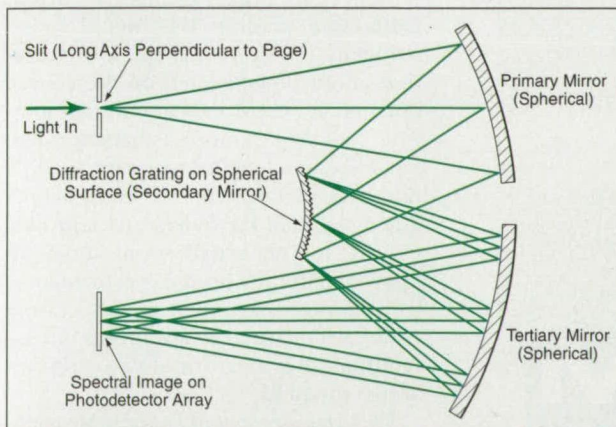 Slit (Long Axis Perpendicular to Page)
Light In
Primary Mirror
(Spherical)
Diffraction Grating on Spherical
Surface (Secondary Mirror)
Tertiary Mirror
(Spherical)
Spectral Image on
Photodetector Array